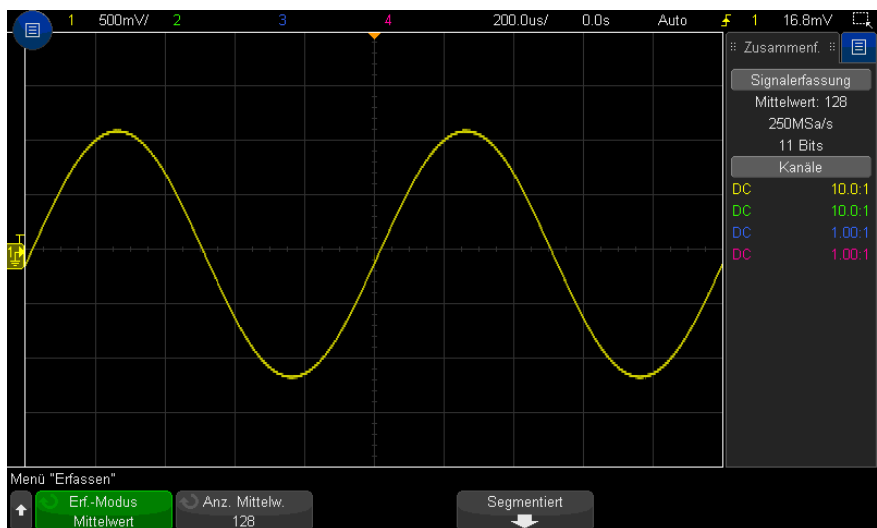 1 500mV/ 2 3 4 200.0us/ 0.0s Auto 1 16.8mV
Zusammenf.
Signalerfassung
Mittelwert: 128
250MSa/s
11 Bits
Kanäle
DC 10.0:1
DC 10.0:1
DC 1.00:1
DC 1.00:1
T
1
Menü "Erfassen"
Erf.-Modus
Mittelwert
Anz. Mittelw.
128
Segmentiert